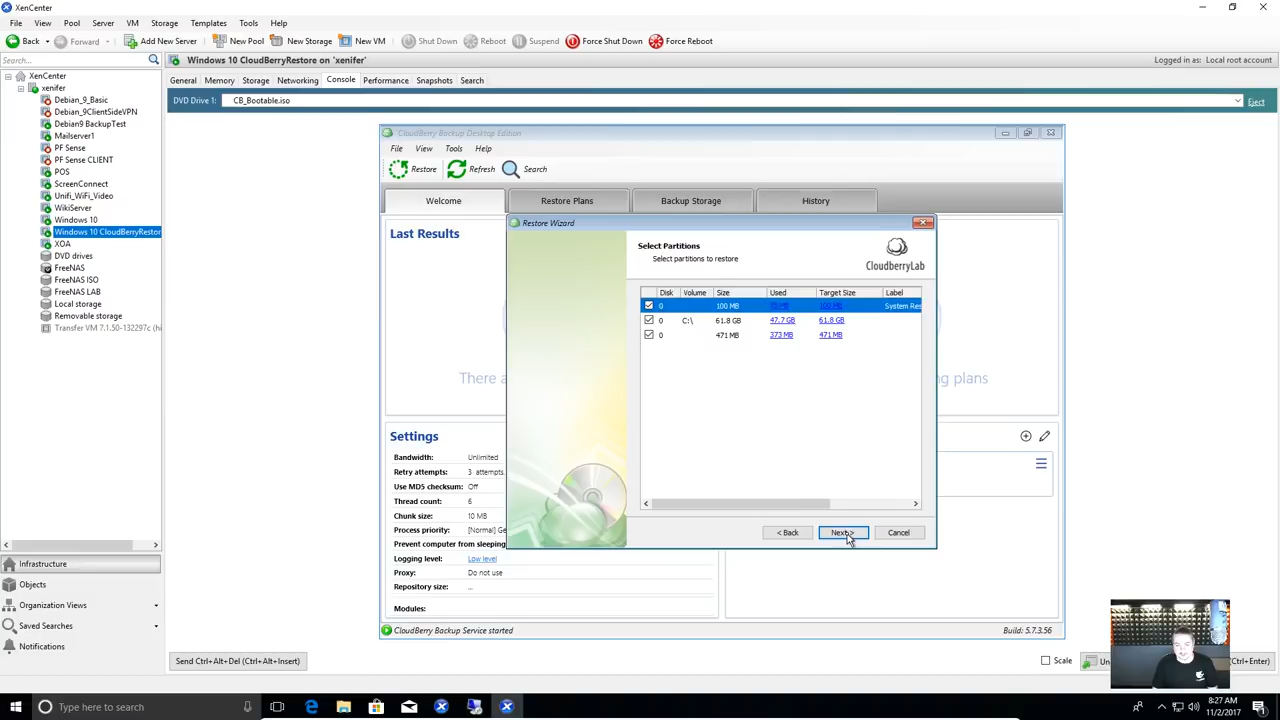 XenCenter
File View Pool Server VM Storage Templates Tools Help
Back Forward Add New Server New Pool New Storage New VM Shut Down Reboot Suspend Force Shut Down Force Reboot
Search...
Windows 10 CloudBerryRestore on 'xenifer'
Logged in as: Local root account
General Memory Storage Networking Console Performance Snapshots Search
DVD Drive 1: CB_Bootable.iso Eject
XenCenter
xenifer
Debian_9_Basic
Debian_9ClientSideVPN
Debian9 BackupTest
Mailserver1
PF Sense
PF Sense CLIENT
POS
ScreenConnect
Unifi_WiFi_Video
WikiServer
Windows 10
Windows 10 CloudBerryRestor
XOA
DVD drives
FreeNAS
FreeNAS ISO
FreeNAS LAB
Local storage
Removable storage
Transfer VM 7.1.50-132297c (hi
Infrastructure
Objects
Organization Views
Saved Searches
Notifications
CloudBerry Backup Desktop Edition
File View Tools Help
Restore Refresh Search
Welcome Restore Plans Backup Storage History
Last Results
There a
ng plans
Settings
Bandwidth: Unlimited
Retry attempts: 3 attempts,
Use MD5 checksum: Off
Thread count: 6
Chunk size: 10 MB
Process priority: [Normal] Ge
Prevent computer from sleeping
Logging level: Low level
Proxy: Do not use
Repository size: ...
Modules:
CloudBerry Backup Service started
Build: 5.7.3.56
Restore Wizard
Select Partitions
Select partitions to restore
CloudberryLab
Disk Volume Size Used Target Size Label
0 100 MB 100 MB System Res
0 C:\ 61.8 GB 47.7 GB 61.8 GB
0 471 MB 373 MB 471 MB
< Back Next > Cancel
Send Ctrl+Alt+Del (Ctrl+Alt+Insert)
Scale
Un
(Ctrl+Enter)
Type here to search
8:27 AM
11/2/2017